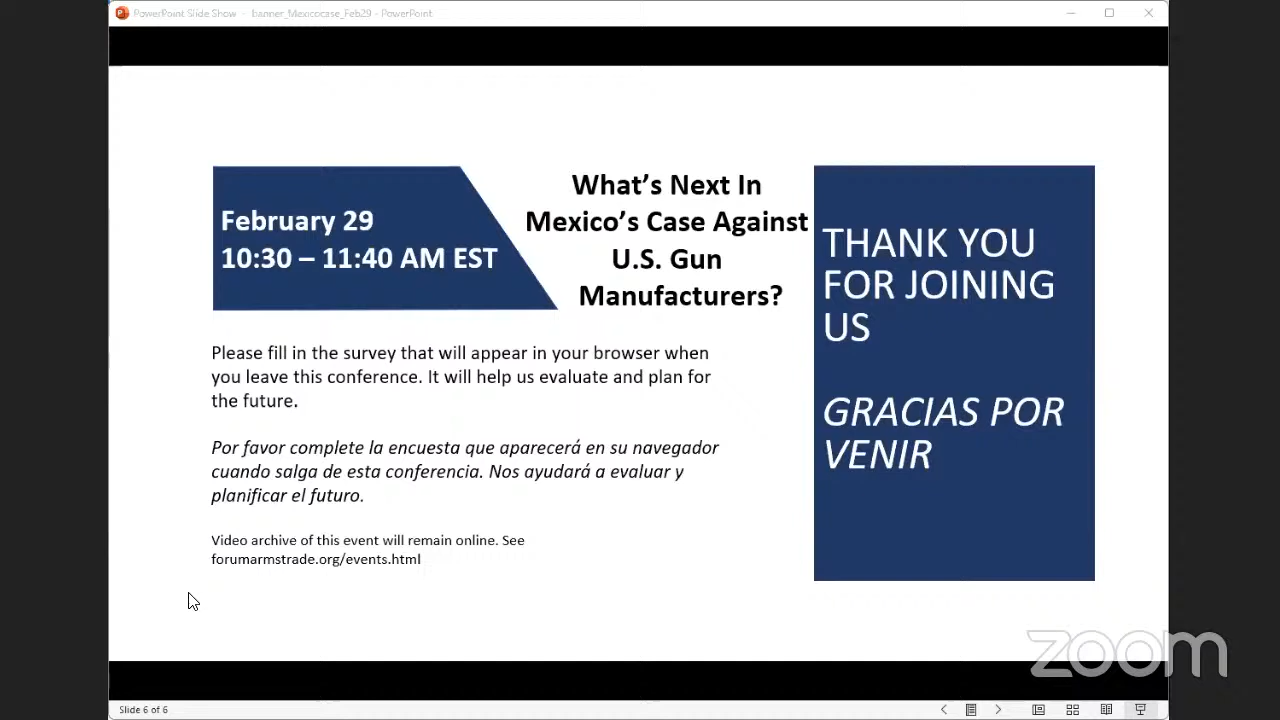 PowerPoint Slide Show - banner_Mexicocase_Feb29 - PowerPoint
February 29
10:30 – 11:40 AM EST
What's Next In
Mexico's Case Against
U.S. Gun
Manufacturers?
THANK YOU
FOR JOINING
US
GRACIAS POR
VENIR
Please fill in the survey that will appear in your browser when
you leave this conference. It will help us evaluate and plan for
the future.
Por favor complete la encuesta que aparecerá en su navegador
cuando salga de esta conferencia. Nos ayudará a evaluar y
planificar el futuro.
Video archive of this event will remain online. See
forumarmstrade.org/events.html
zoom
Slide 6 of 6